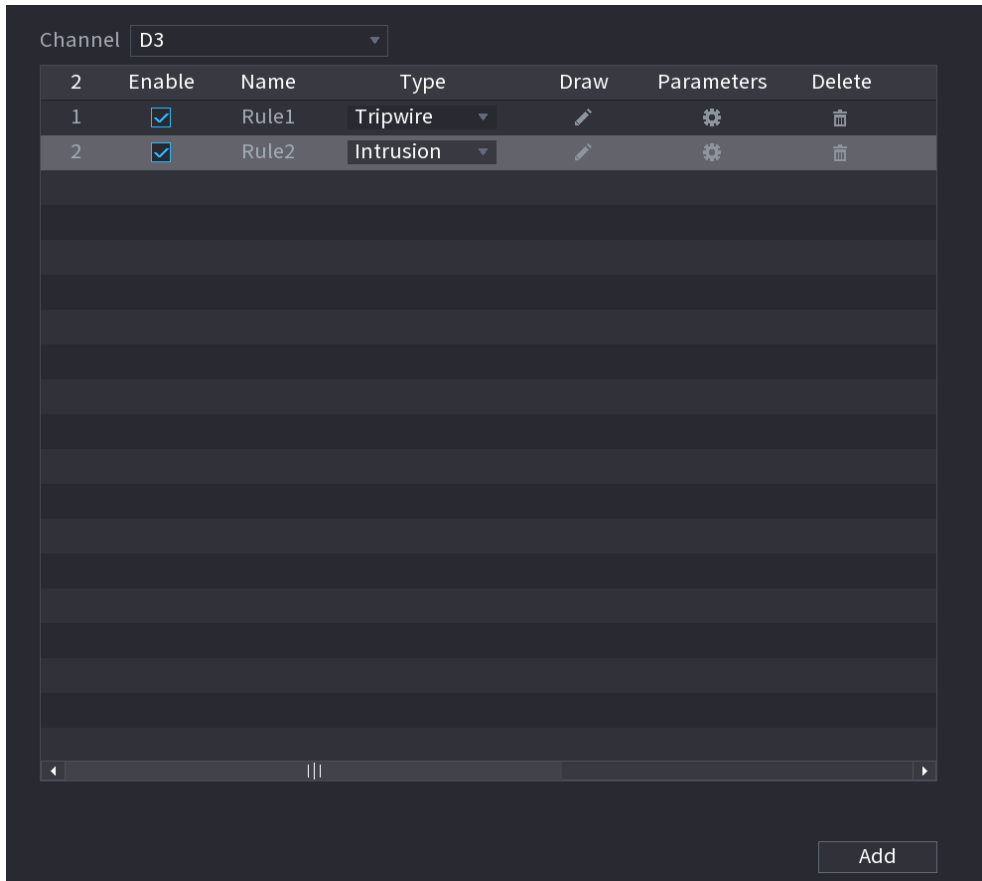 Channel D3
2 Enable Name Type Draw Parameters Delete
1 Rule1 Tripwire
2 Rule2 Intrusion
Add